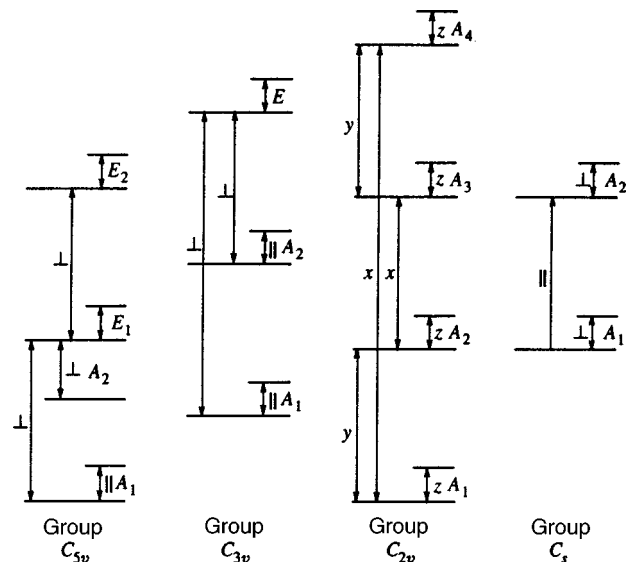 z A₄
E
y
E₂
z A₃
⊥
⊥ A₂
⊥
⊥
∥ A₂
x
x
∥
E₁
z A₂
⊥ A₁
⊥ A₂
∥ A₁
⊥
y
∥ A₁
z A₁
Group
Group
Group
Group
C₅ᵥ
C₃ᵥ
C₂ᵥ
Cₛ